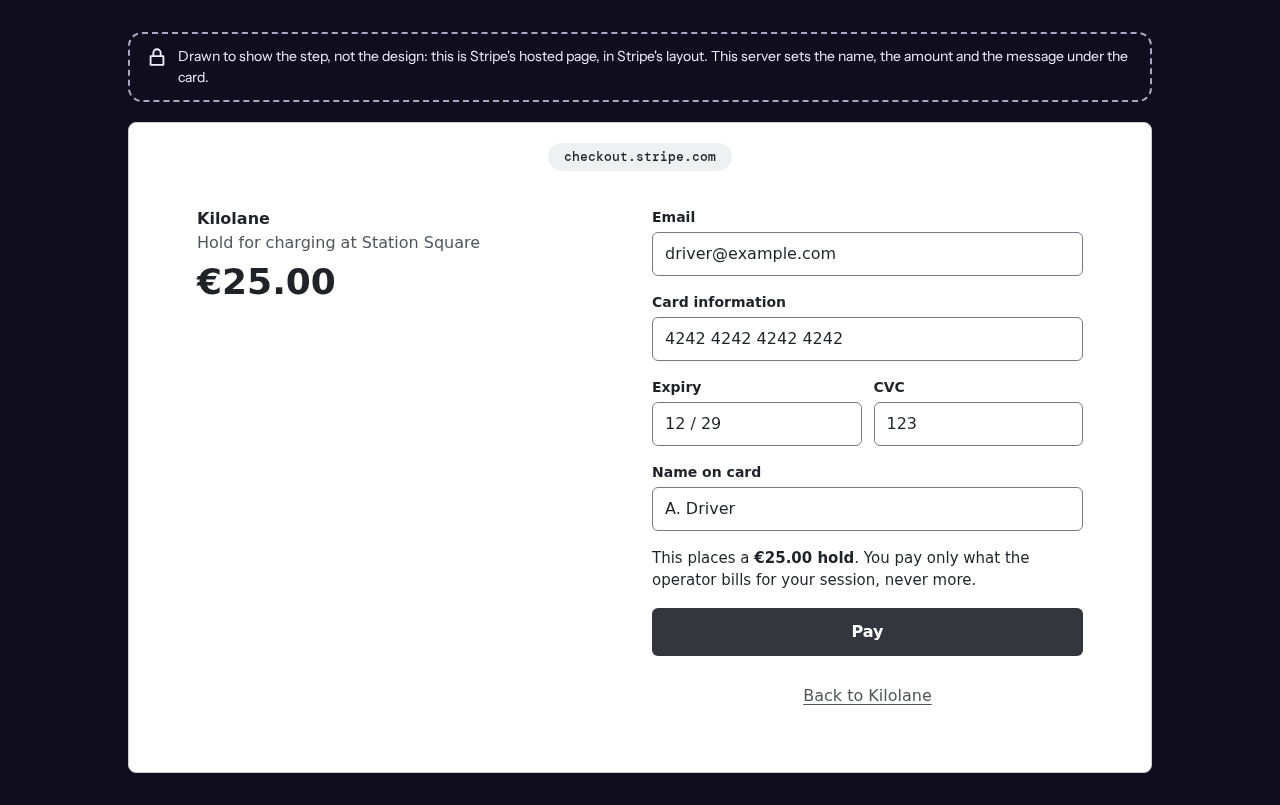 Drawn to show the step, not the design: this is Stripe's hosted page, in Stripe's layout. This server sets the name, the amount and the message under the
card.
checkout.stripe.com
Kilolane
Hold for charging at Station Square
€25.00
Email
driver@example.com
Card information
4242 4242 4242 4242
Expiry
CVC
12 / 29
123
Name on card
A. Driver
This places a €25.00 hold. You pay only what the
operator bills for your session, never more.
Pay
Back to Kilolane